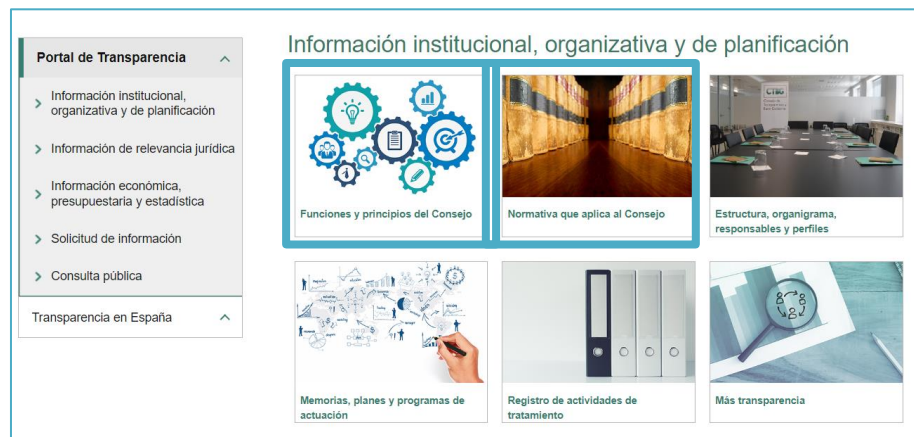 Portal de Transparencia
Información institucional,
organizativa y de planificación
Información de relevancia jurídica
Información económica,
presupuestaria y estadística
Solicitud de información
Consulta pública
Transparencia en España
Información institucional, organizativa y de planificación
Funciones y principios del Consejo
Normativa que aplica al Consejo
Estructura, organigrama,
responsables y perfiles
Memorias, planes y programas de
actuación
Registro de actividades de
tratamiento
Más transparencia